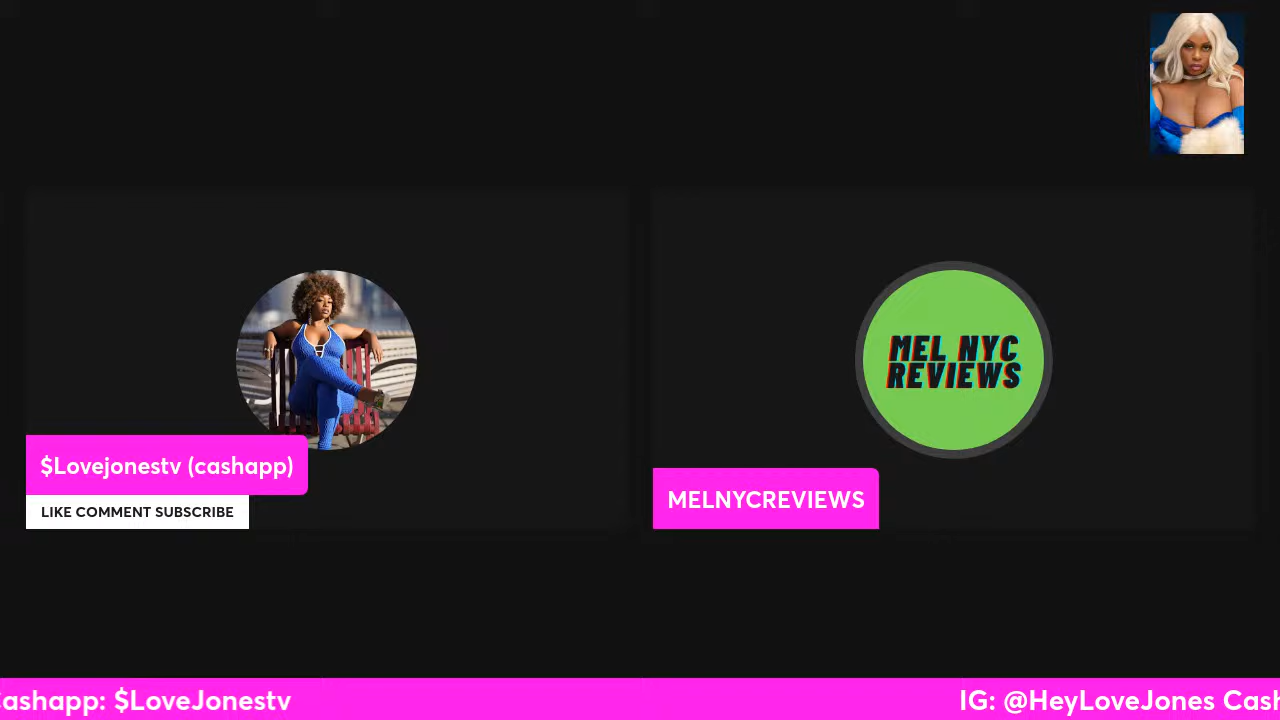 MEL NYC
REVIEWS
$Lovejonestv (cashapp)
LIKE COMMENT SUBSCRIBE
MELNYCREVIEWS
ashapp: $LoveJonestv
IG: @HeyLoveJones Cash